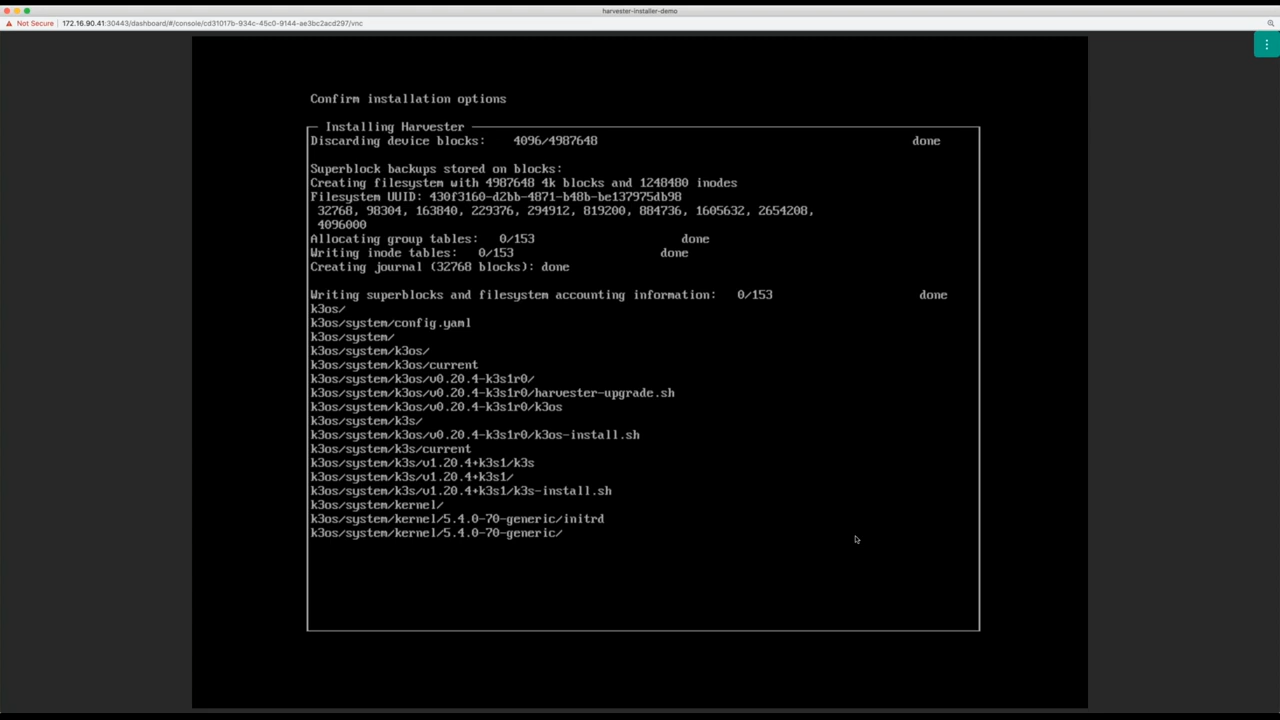 harvester-installer-demo
Not Secure 172.16.90.41:30443/dashboard/#/console/cd31017b-934c-45c0-9144-ae3bc2acd297/vnc
Confirm installation options
Installing Harvester
Discarding device blocks: 4096/4987648 done
Superblock backups stored on blocks:
Creating filesystem with 4987648 4k blocks and 1248480 inodes
Filesystem UUID: 430f3160-d2bb-4871-b48b-be137975db98
32768, 98304, 163840, 229376, 294912, 819200, 884736, 1605632, 2654208,
4096000
Allocating group tables: 0/153 done
Writing inode tables: 0/153 done
Creating journal (32768 blocks): done
Writing superblocks and filesystem accounting information: 0/153 done
k3os/
k3os/system/config.yaml
k3os/system/
k3os/system/k3os/
k3os/system/k3os/current
k3os/system/k3os/v0.20.4-k3s1r0/
k3os/system/k3os/v0.20.4-k3s1r0/harvester-upgrade.sh
k3os/system/k3os/v0.20.4-k3s1r0/k3os
k3os/system/k3s/
k3os/system/k3os/v0.20.4-k3s1r0/k3os-install.sh
k3os/system/k3s/current
k3os/system/k3s/v1.20.4+k3s1/k3s
k3os/system/k3s/v1.20.4+k3s1/
k3os/system/k3s/v1.20.4+k3s1/k3s-install.sh
k3os/system/kernel/
k3os/system/kernel/5.4.0-70-generic/initrd
k3os/system/kernel/5.4.0-70-generic/